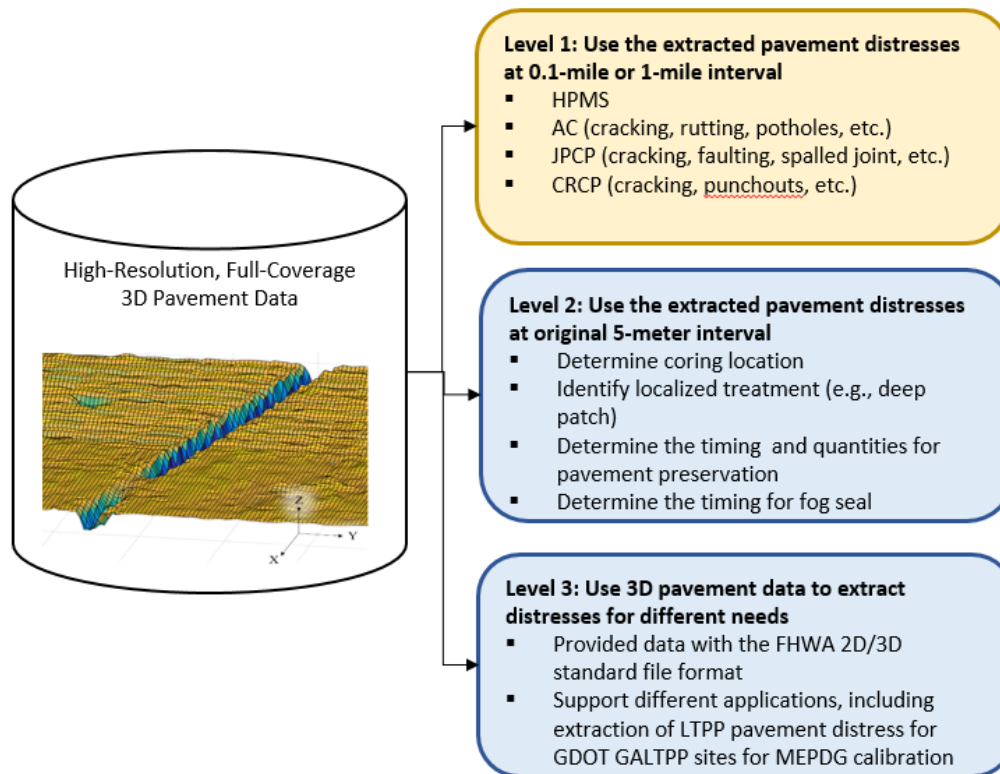 High-Resolution, Full-Coverage
3D Pavement Data
Z
Y
X
Level 1: Use the extracted pavement distresses
at 0.1-mile or 1-mile interval
▪ HPMS
▪ AC (cracking, rutting, potholes, etc.)
▪ JPCP (cracking, faulting, spalled joint, etc.)
▪ CRCP (cracking, punchouts, etc.)
Level 2: Use the extracted pavement distresses
at original 5-meter interval
▪ Determine coring location
▪ Identify localized treatment (e.g., deep
patch)
▪ Determine the timing  and quantities for
pavement preservation
▪ Determine the timing for fog seal
Level 3: Use 3D pavement data to extract
distresses for different needs
▪ Provided data with the FHWA 2D/3D
standard file format
▪ Support different applications, including
extraction of LTPP pavement distress for
GDOT GALTPP sites for MEPDG calibration